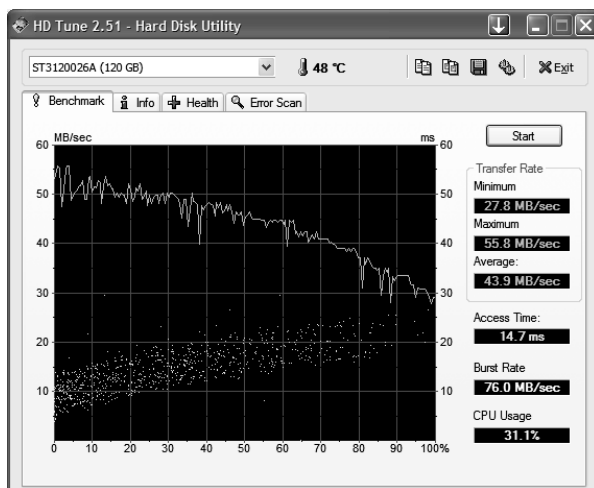 HD Tune 2.51 - Hard Disk Utility
ST3120026A (120 GB)
48 °C
Exit
Benchmark
Info
Health
Error Scan
MB/sec
ms
60
50
40
30
20
10
60
50
40
30
20
10
0 10 20 30 40 50 60 70 80 90 100%
Start
Transfer Rate
Minimum
27.8 MB/sec
Maximum
55.8 MB/sec
Average:
43.9 MB/sec
Access Time:
14.7 ms
Burst Rate
76.0 MB/sec
CPU Usage
31.1%